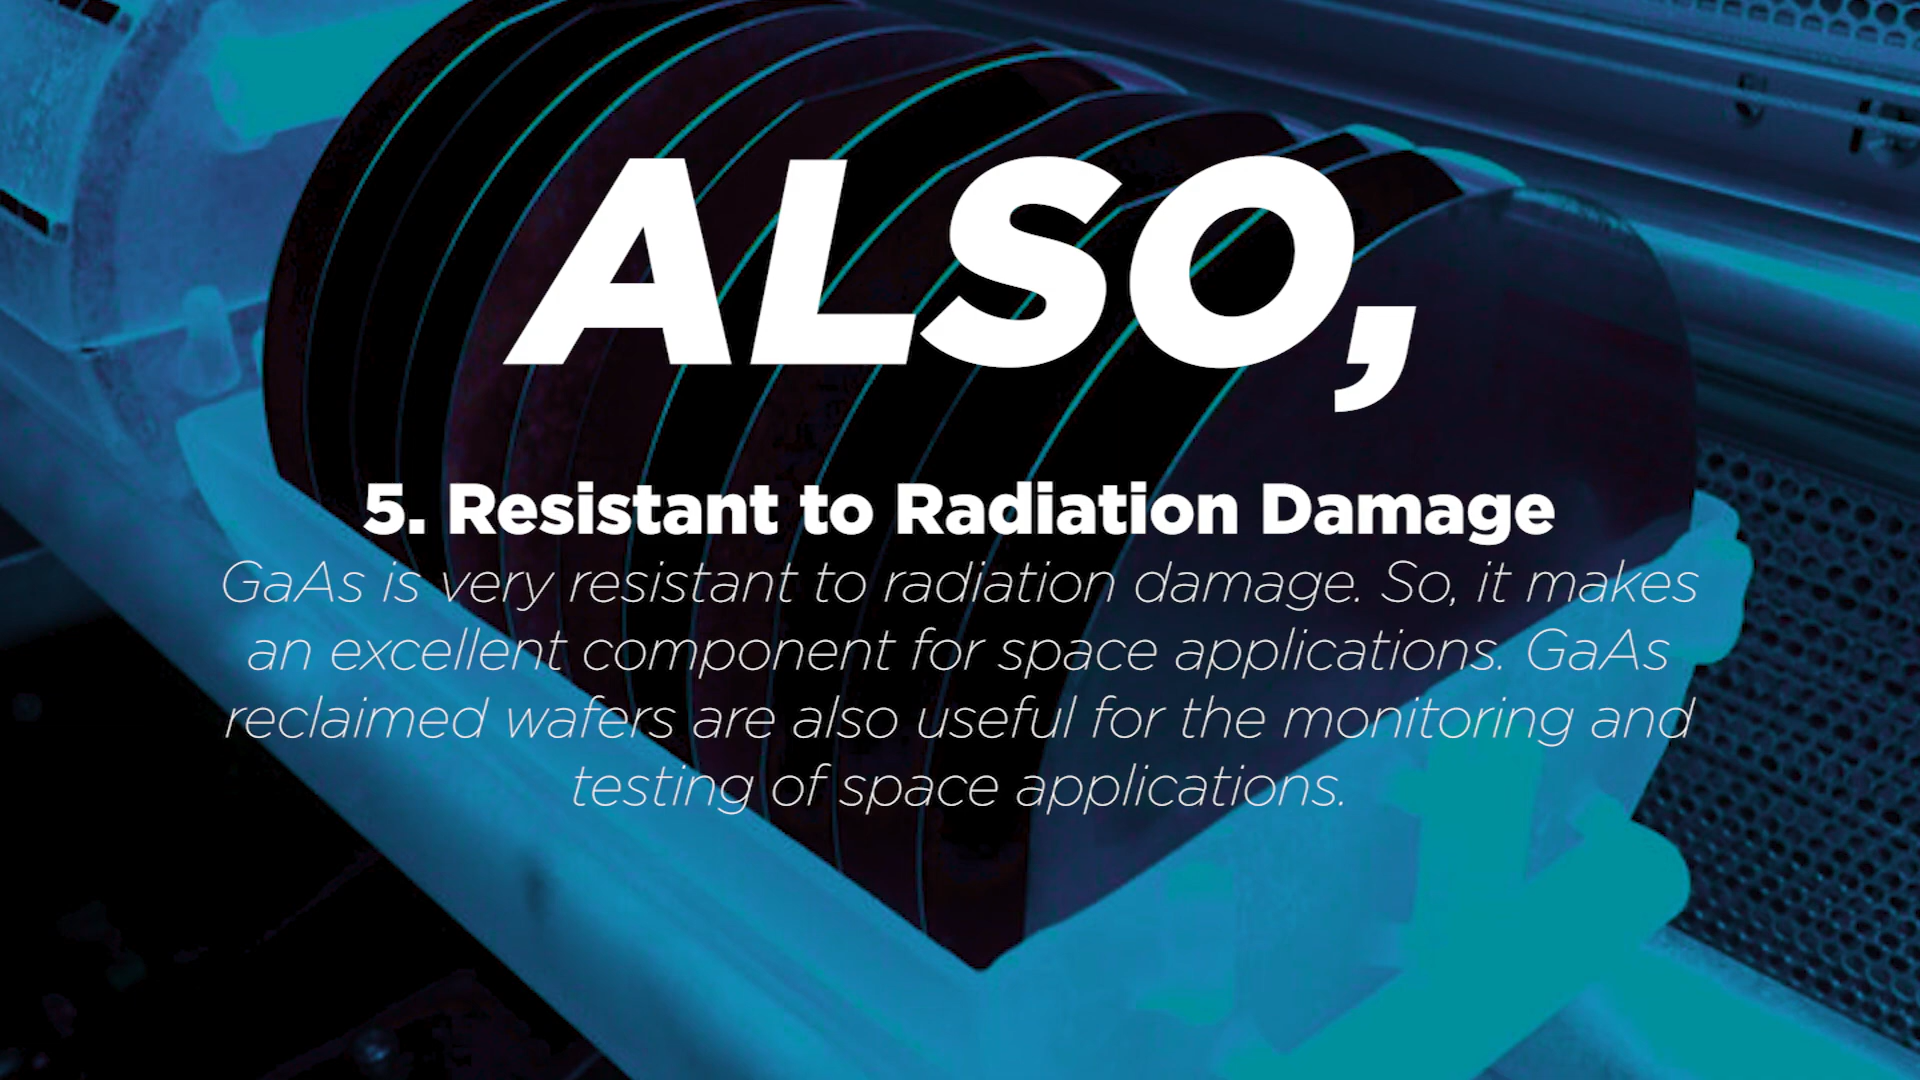 ALSO,
5. Resistant to Radiation Damage
GaAs is very resistant to radiation damage. So, it makes
an excellent component for space applications. GaAs
reclaimed wafers are also useful for the monitoring and
testing of space applications.